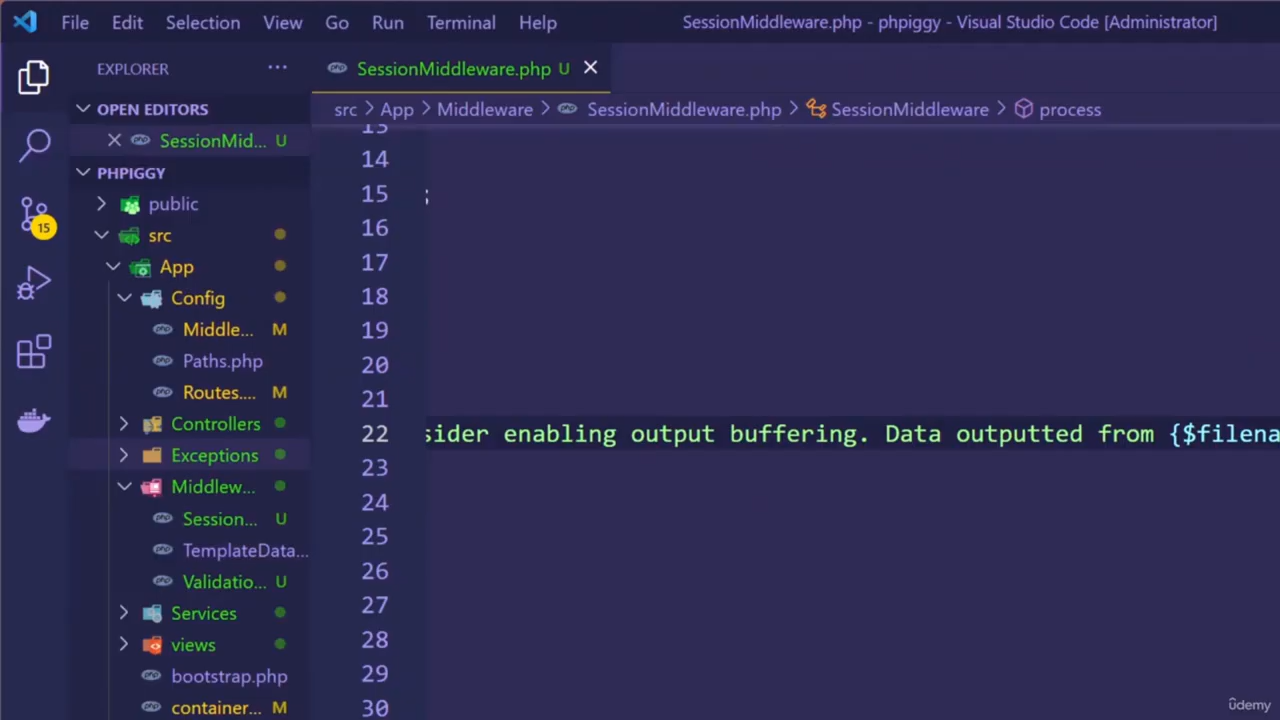 File Edit Selection View Go Run Terminal Help SessionMiddleware.php - phpiggy - Visual Studio Code [Administrator]
EXPLORER ··· SessionMiddleware.php U
src > App > Middleware > SessionMiddleware.php > SessionMiddleware > process
OPEN EDITORS
SessionMid... U
PHPIGGY
public
src
App
Config
Middle... M
Paths.php
Routes.... M
Controllers
Exceptions
Middlew...
Session... U
TemplateData...
Validatio... U
Services
views
bootstrap.php
container... M
15
13
14
15 ;
16
17
18
19
20
21
22 sider enabling output buffering. Data outputted from {$filena
23
24
25
26
27
28
29
30
ûdemy